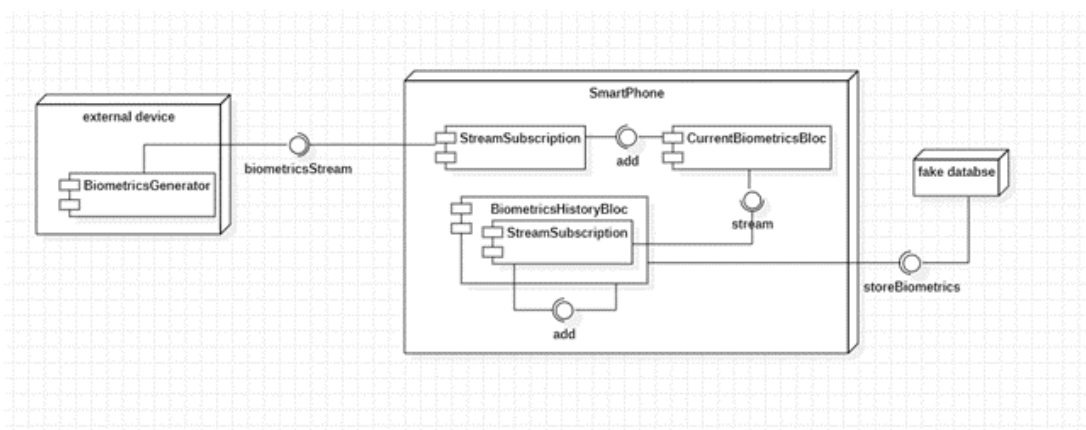 SmartPhone
external device
StreamSubscription
CurrentBiometricsBloc
add
biometricsStream
fake databse
BiometricsGenerator
BiometricsHistoryBloc
stream
StreamSubscription
storeBiometrics
add